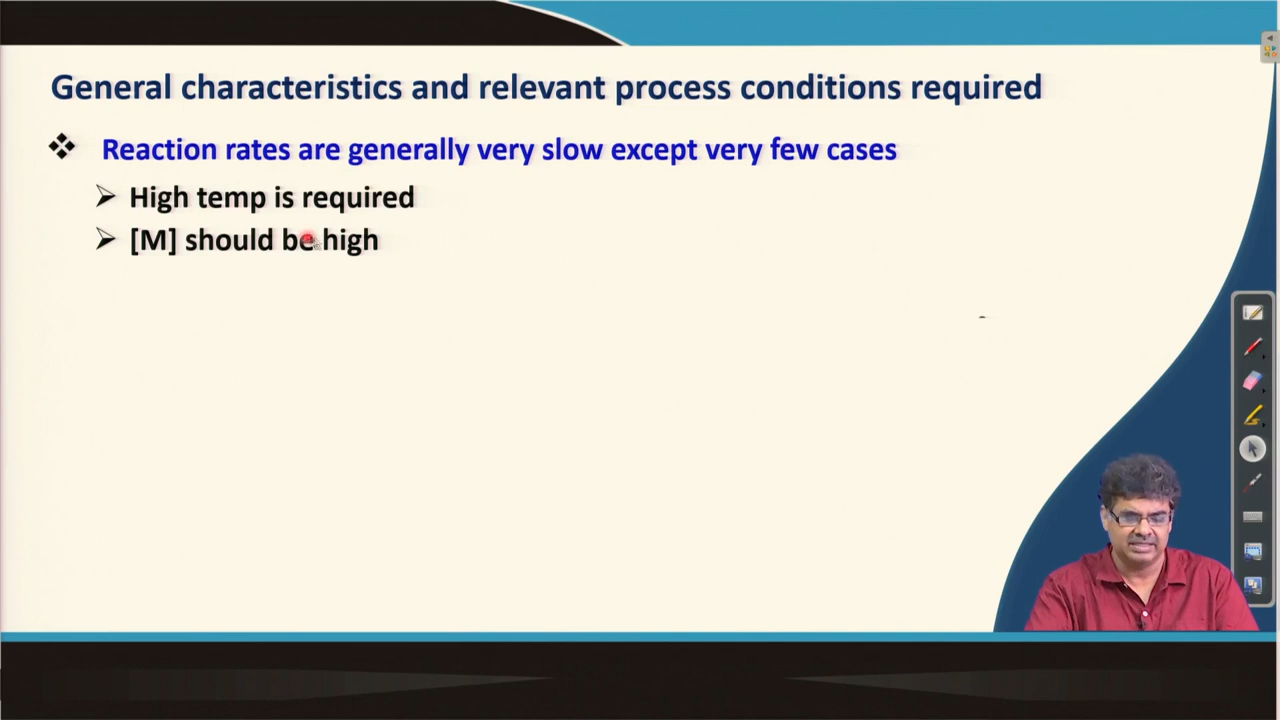 General characteristics and relevant process conditions required
Reaction rates are generally very slow except very few cases
High temp is required
[M] should be high